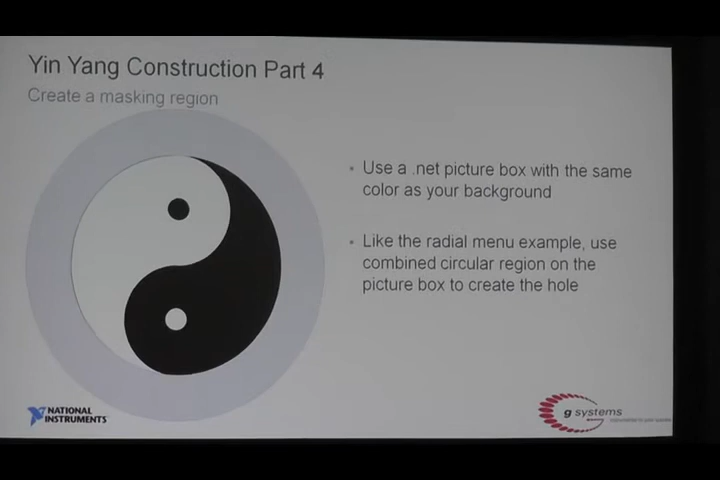 Yin Yang Construction Part 4
Create a masking region
• Use a .net picture box with the same
color as your background
• Like the radial menu example, use
combined circular region on the
picture box to create the hole
NATIONAL
INSTRUMENTS
g systems